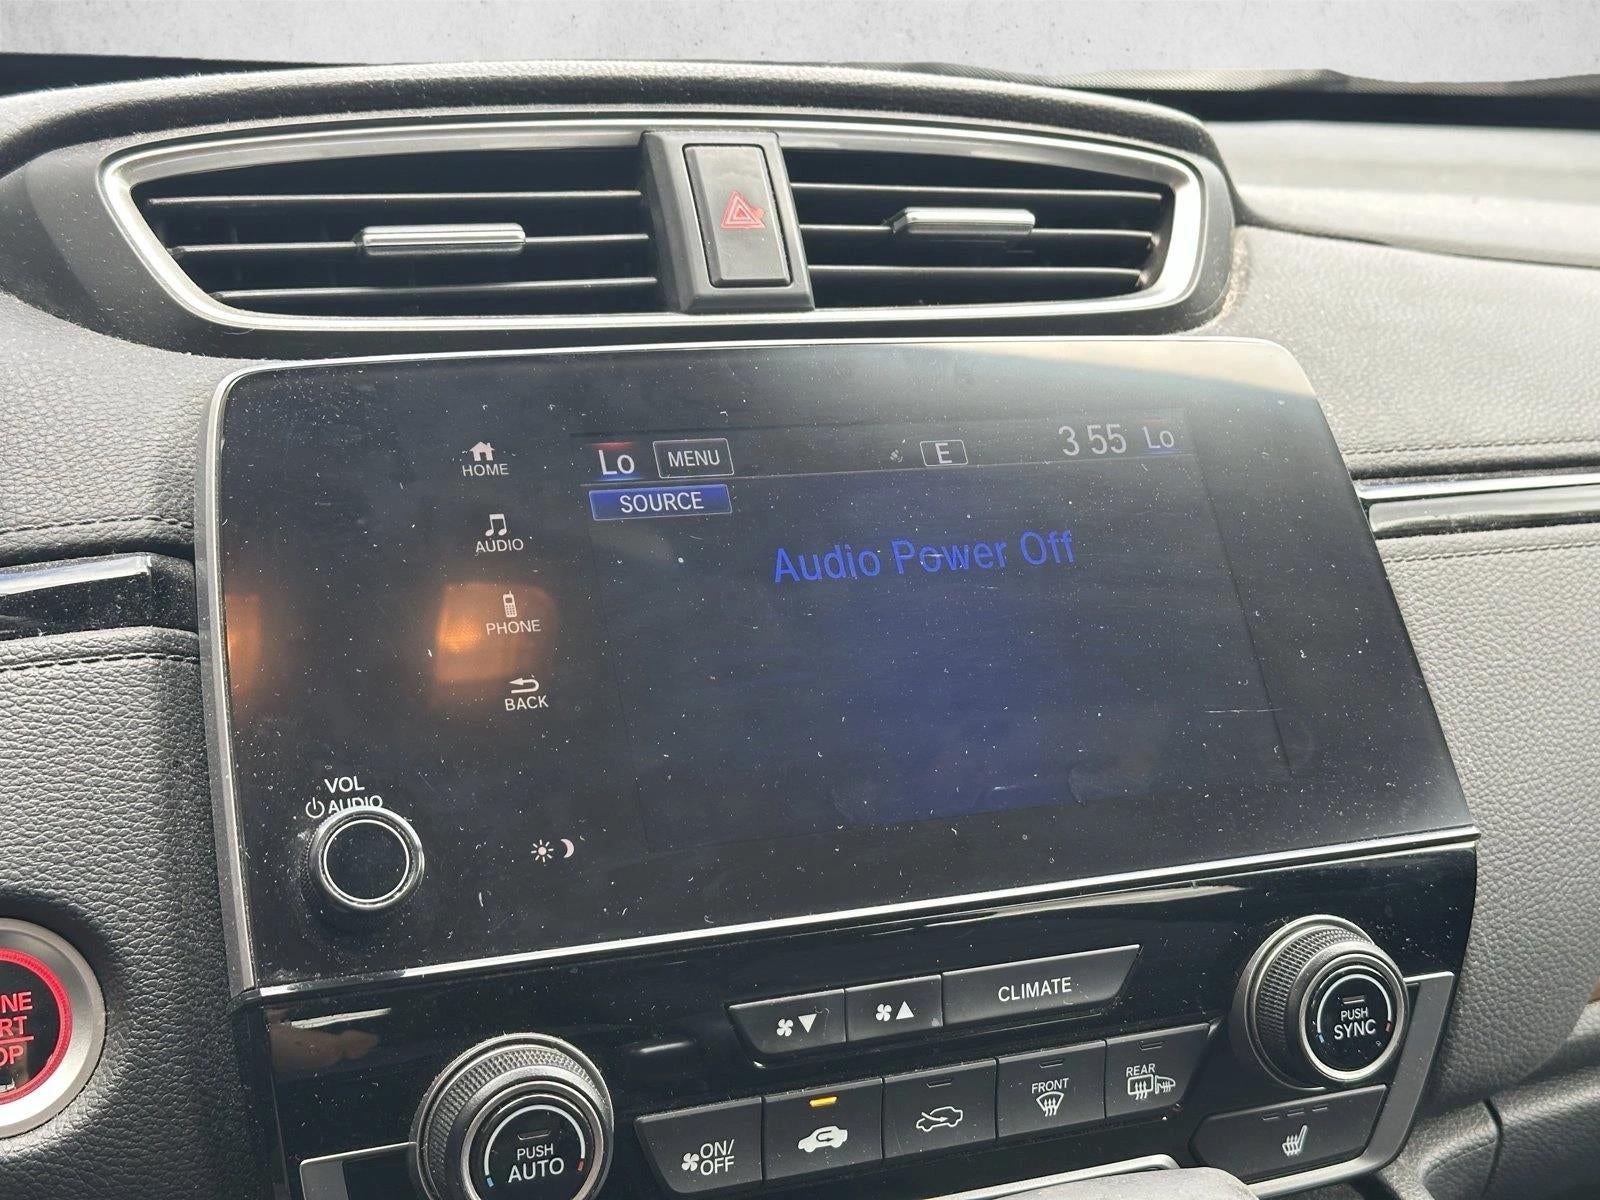 HOME
Lo MENU E 3 55 Lo
SOURCE
AUDIO
Audio Power Off
PHONE
BACK
VOL
AUDIO
CLIMATE
PUSH
SYNC
FRONT
REAR
ON/
OFF
PUSH
AUTO